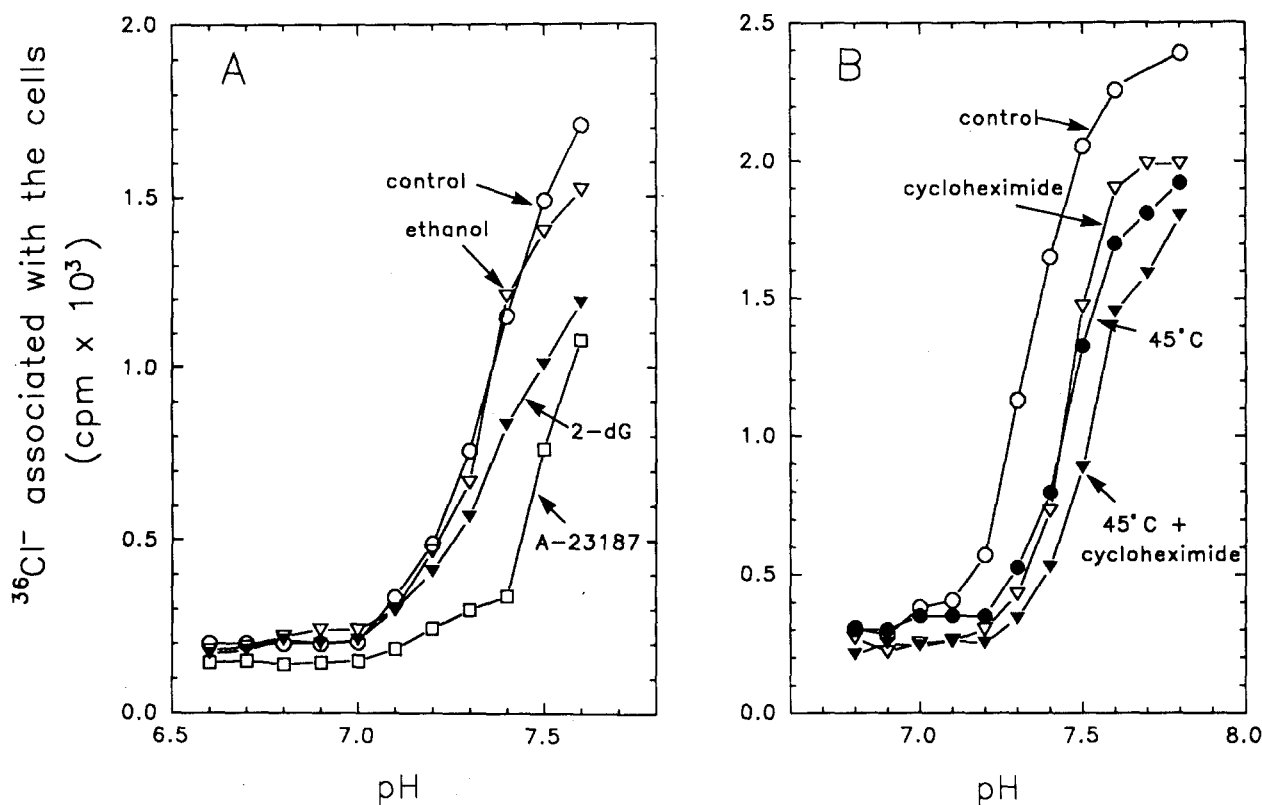 ³⁶Cl⁻ associated with the cells
(cpm x 10³)
A
2.0
1.5
1.0
0.5
0.0
6.5
7.0
7.5
pH
control
ethanol
2-dG
A-23187
B
2.5
2.0
1.5
1.0
0.5
0.0
7.0
7.5
8.0
pH
control
cycloheximide
45°C
45°C +
cycloheximide